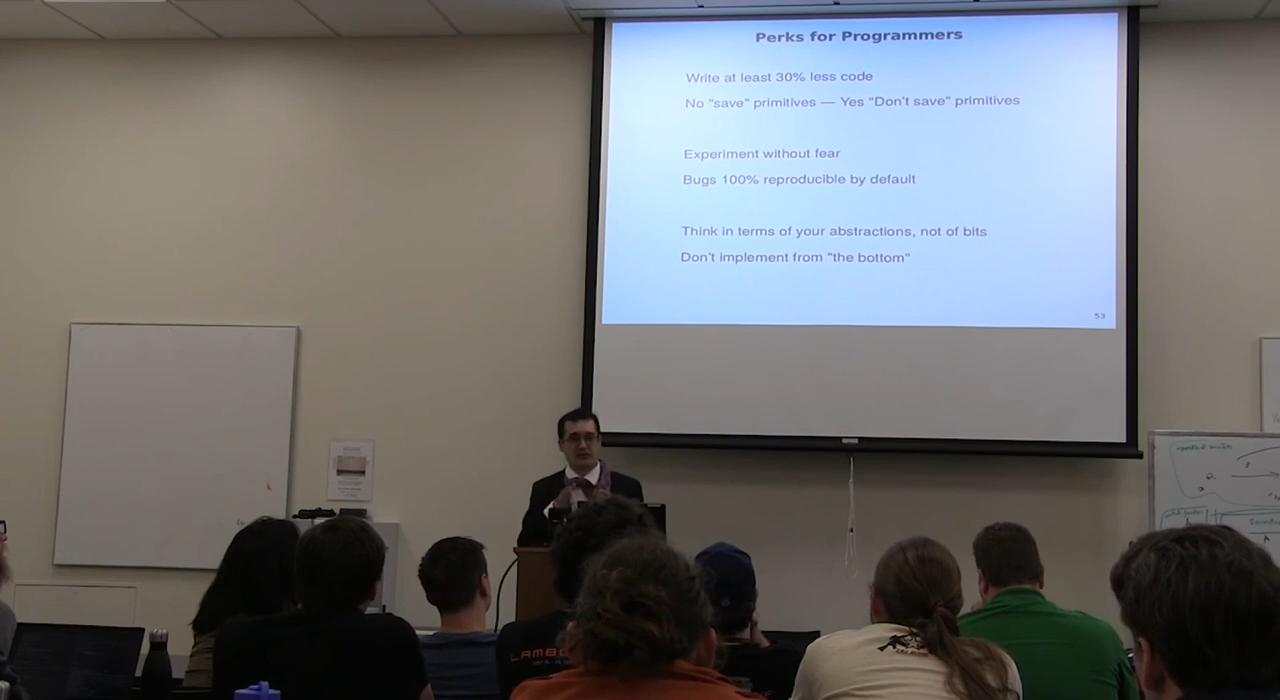 Perks for Programmers
Write at least 30% less code
No "save" primitives — Yes "Don't save" primitives
Experiment without fear
Bugs 100% reproducible by default
Think in terms of your abstractions, not of bits
Don't implement from "the bottom"
53